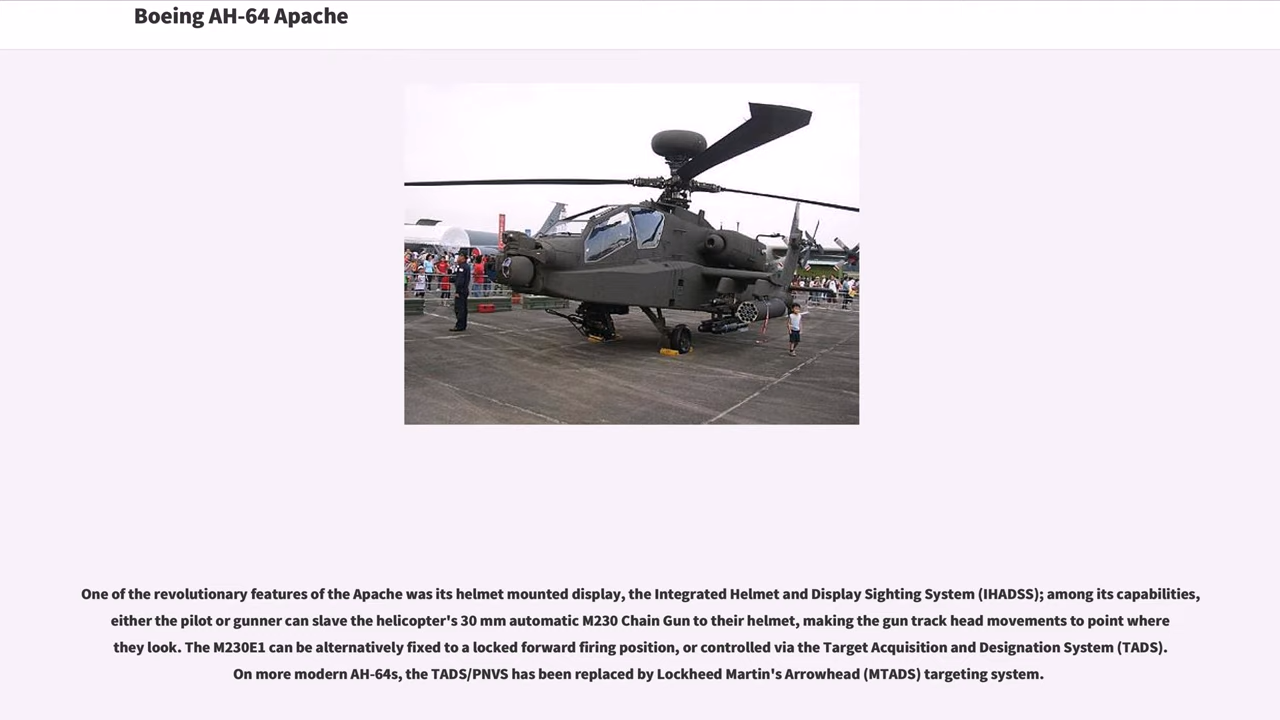 Boeing AH-64 Apache
One of the revolutionary features of the Apache was its helmet mounted display, the Integrated Helmet and Display Sighting System (IHADSS); among its capabilities,
either the pilot or gunner can slave the helicopter's 30 mm automatic M230 Chain Gun to their helmet, making the gun track head movements to point where
they look. The M230E1 can be alternatively fixed to a locked forward firing position, or controlled via the Target Acquisition and Designation System (TADS).
On more modern AH-64s, the TADS/PNVS has been replaced by Lockheed Martin's Arrowhead (MTADS) targeting system.